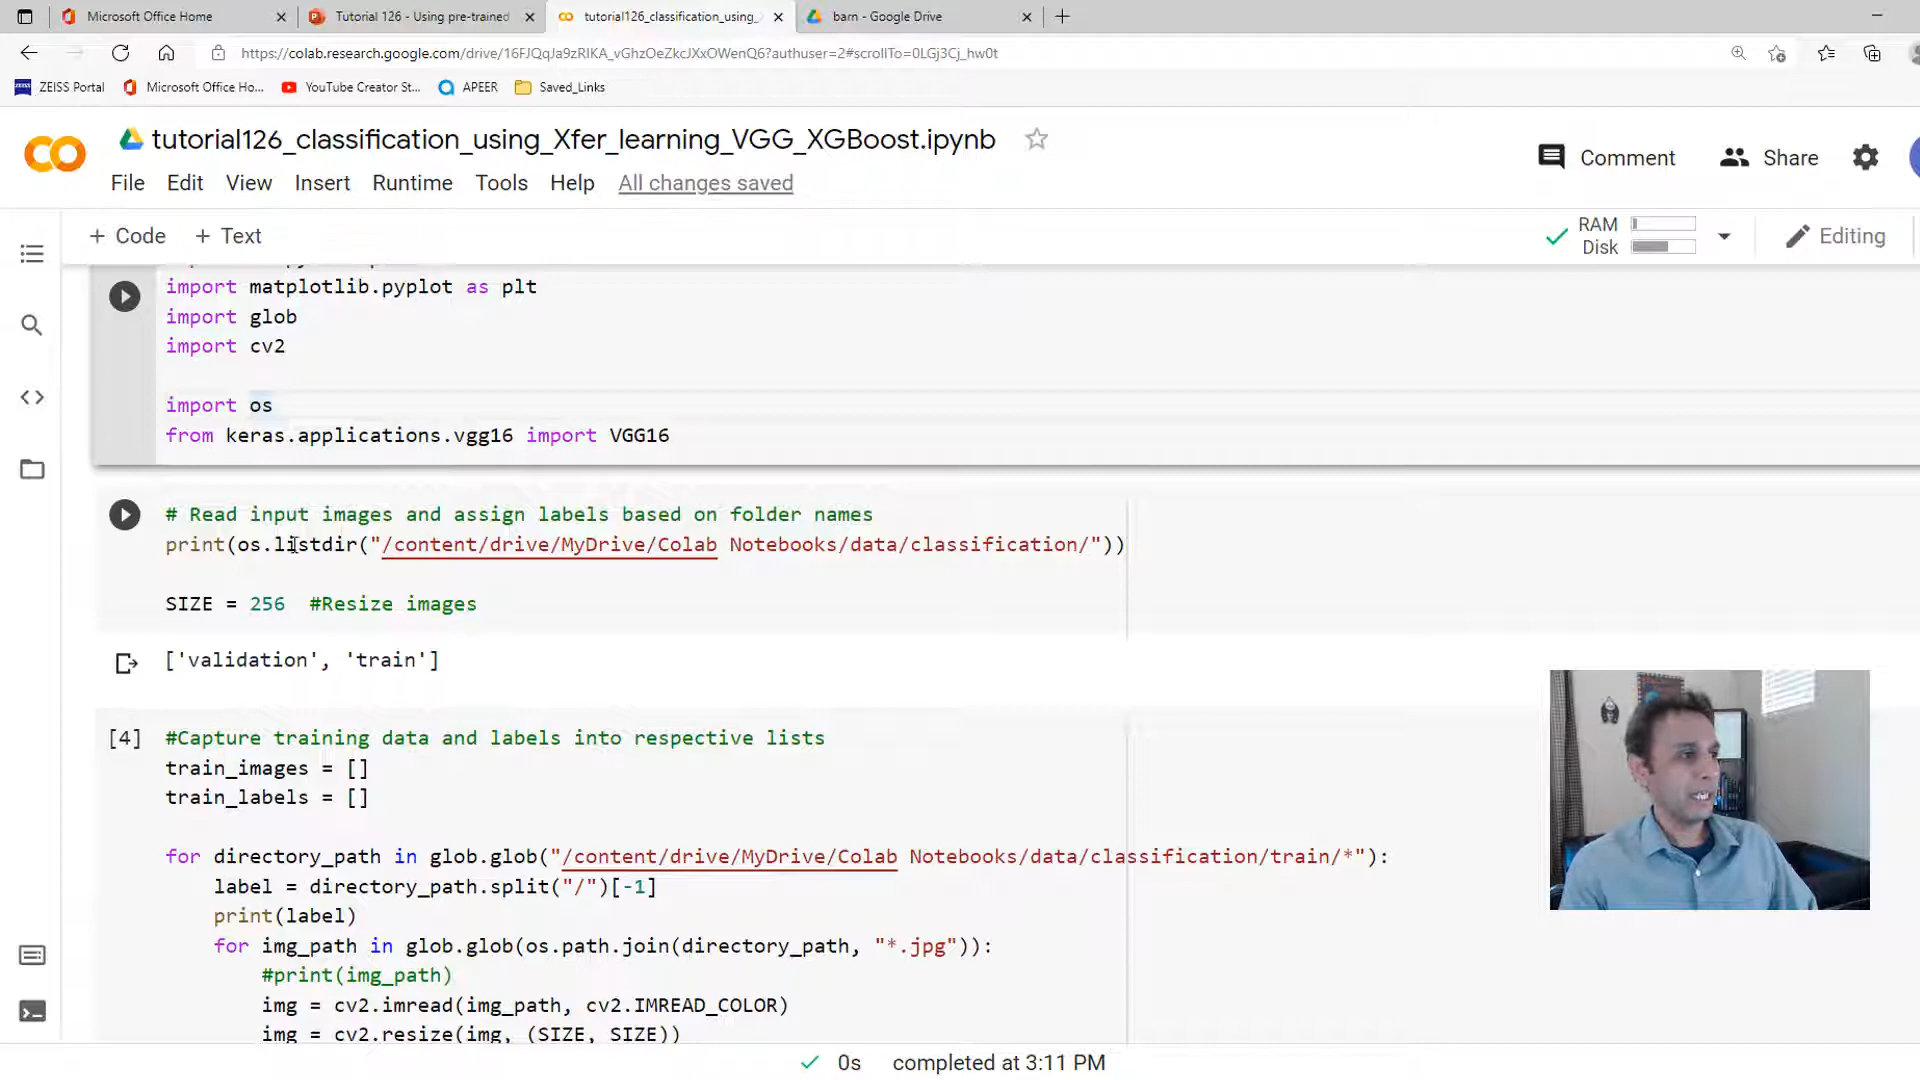 Microsoft Office Home
Tutorial 126 - Using pre-trained
tutorial126_classification_using_
barn - Google Drive
https://colab.research.google.com/drive/16FJQqJa9zRIKA_vGhzOeZkcJXxOWenQ6?authuser=2#scrollTo=0LGj3Cj_hw0t
ZEISS Portal
Microsoft Office Ho...
YouTube Creator St...
APEER
Saved_Links
tutorial126_classification_using_Xfer_learning_VGG_XGBoost.ipynb
Comment
Share
File Edit View Insert Runtime Tools Help All changes saved
+ Code + Text
RAM
Disk
Editing
import matplotlib.pyplot as plt
import glob
import cv2
import os
from keras.applications.vgg16 import VGG16
# Read input images and assign labels based on folder names
print(os.listdir("/content/drive/MyDrive/Colab Notebooks/data/classification/"))
SIZE = 256 #Resize images
['validation', 'train']
[4] #Capture training data and labels into respective lists
train_images = []
train_labels = []
for directory_path in glob.glob("/content/drive/MyDrive/Colab Notebooks/data/classification/train/*"):
label = directory_path.split("/")[-1]
print(label)
for img_path in glob.glob(os.path.join(directory_path, "*.jpg")):
#print(img_path)
img = cv2.imread(img_path, cv2.IMREAD_COLOR)
img = cv2.resize(img, (SIZE, SIZE))
0s completed at 3:11 PM